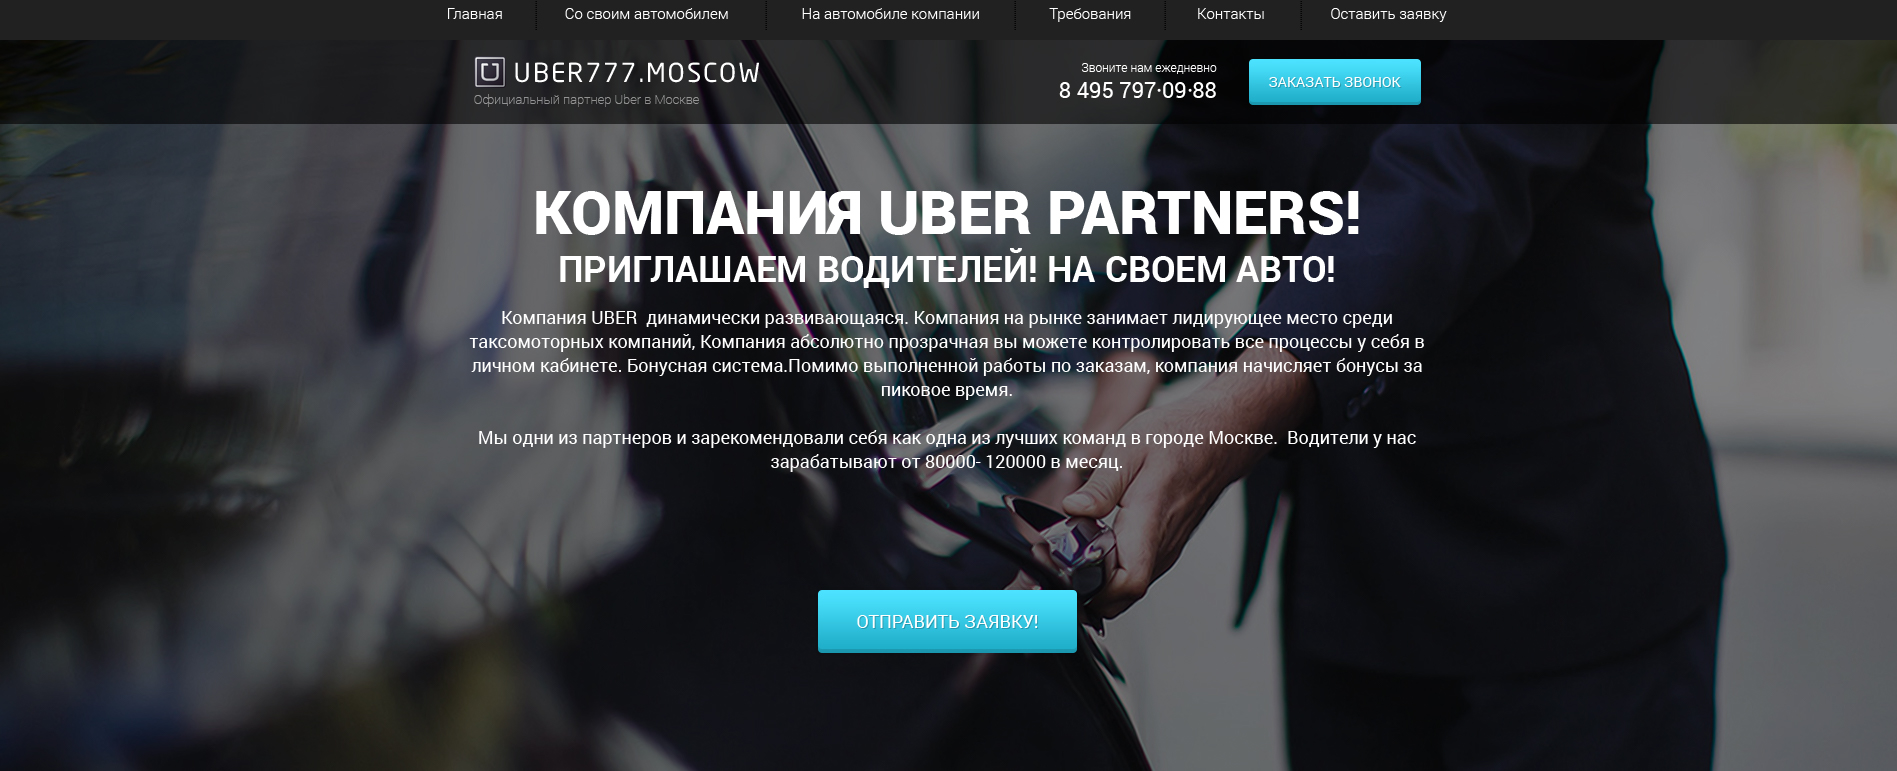 Главная Со своим автомобилем На автомобиле компании Требования Контакты Оставить заявку
UBER777.MOSCOW
Официальный партнер Uber в Москве
Звоните нам ежедневно
8 495 797·09·88
ЗАКАЗАТЬ ЗВОНОК
КОМПАНИЯ UBER PARTNERS!
ПРИГЛАШАЕМ ВОДИТЕЛЕЙ! НА СВОЕМ АВТО!
Компания UBER динамически развивающаяся. Компания на рынке занимает лидирующее место среди
таксомоторных компаний, Компания абсолютно прозрачная вы можете контролировать все процессы у себя в
личном кабинете. Бонусная система.Помимо выполненной работы по заказам, компания начисляет бонусы за
пиковое время.
Мы одни из партнеров и зарекомендовали себя как одна из лучших команд в городе Москве. Водители у нас
зарабатывают от 80000- 120000 в месяц.
ОТПРАВИТЬ ЗАЯВКУ!